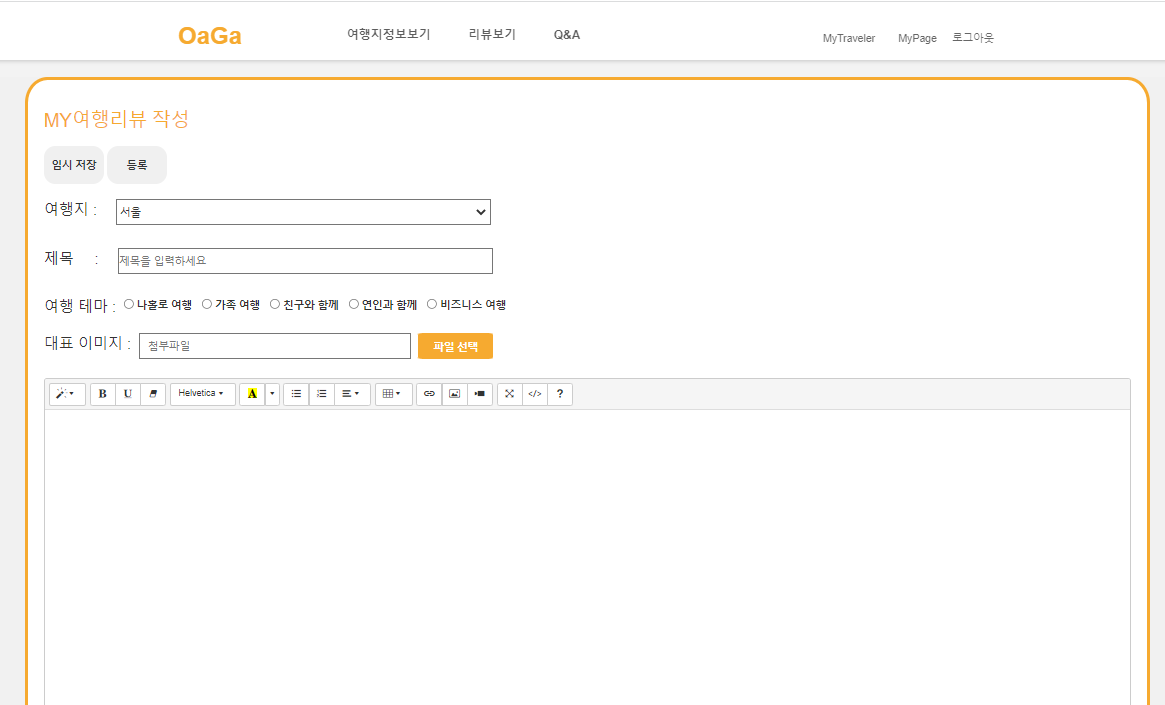 OaGa 여행지정보보기 리뷰보기 Q&A MyTraveler MyPage 로그아웃
MY여행리뷰 작성
임시 저장 등록
여행지 : 서울
제목 : 제목을 입력하세요
여행 테마 : 나홀로 여행 가족 여행 친구와 함께 연인과 함께 비즈니스 여행
대표 이미지 : 첨부파일 파일 선택
B U Helvetica A </> ?